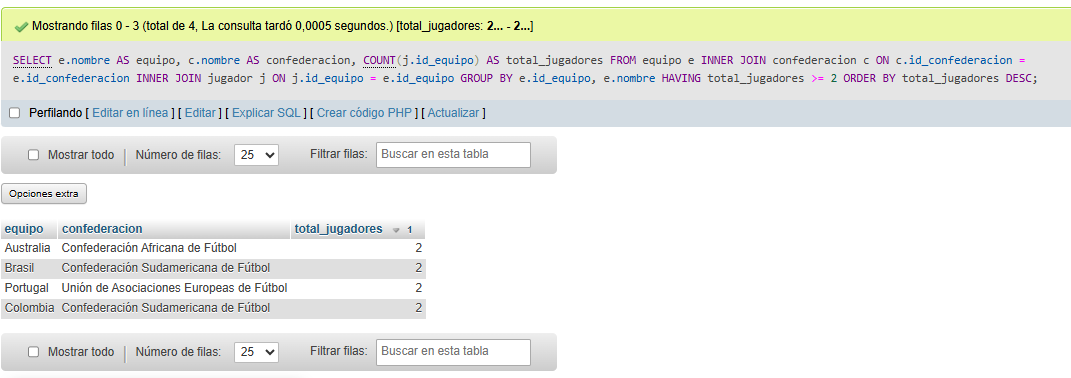 Mostrando filas 0 - 3 (total de 4, La consulta tardó 0,0005 segundos.) [total_jugadores: 2... - 2...]
SELECT e.nombre AS equipo, c.nombre AS confederacion, COUNT(j.id_equipo) AS total_jugadores FROM equipo e INNER JOIN confederacion c ON c.id_confederacion =
e.id_confederacion INNER JOIN jugador j ON j.id_equipo = e.id_equipo GROUP BY e.id_equipo, e.nombre HAVING total_jugadores >= 2 ORDER BY total_jugadores DESC;
Perfilando [ Editar en línea ] [ Editar ] [ Explicar SQL ] [ Crear código PHP ] [ Actualizar ]
Mostrar todo | Número de filas: 25 Filtrar filas: Buscar en esta tabla
Opciones extra
equipo confederacion total_jugadores 1
Australia Confederación Africana de Fútbol 2
Brasil Confederación Sudamericana de Fútbol 2
Portugal Unión de Asociaciones Europeas de Fútbol 2
Colombia Confederación Sudamericana de Fútbol 2
Mostrar todo | Número de filas: 25 Filtrar filas: Buscar en esta tabla